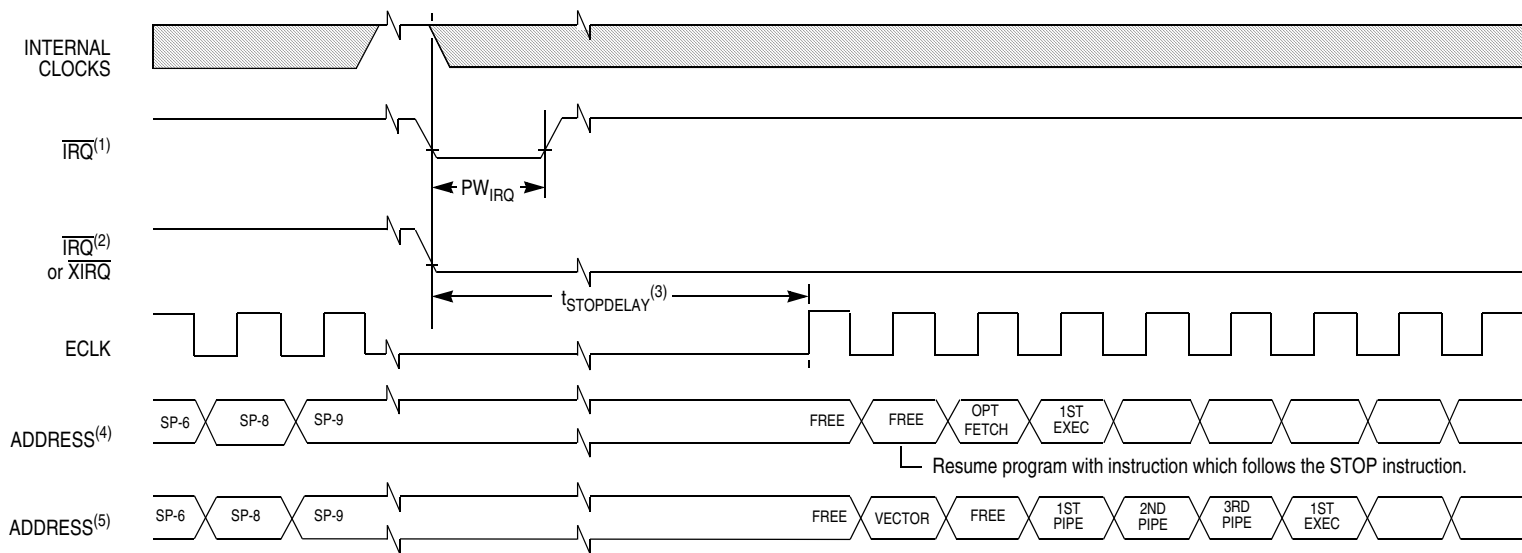 INTERNAL
CLOCKS
IRQ(1)
PWIRQ
IRQ(2)
or XIRQ
tSTOPDELAY(3)
ECLK
ADDRESS(4)
SP-6 SP-8 SP-9 FREE FREE OPT FETCH 1ST EXEC
Resume program with instruction which follows the STOP instruction.
ADDRESS(5)
SP-6 SP-8 SP-9 FREE VECTOR FREE 1ST PIPE 2ND PIPE 3RD PIPE 1ST EXEC